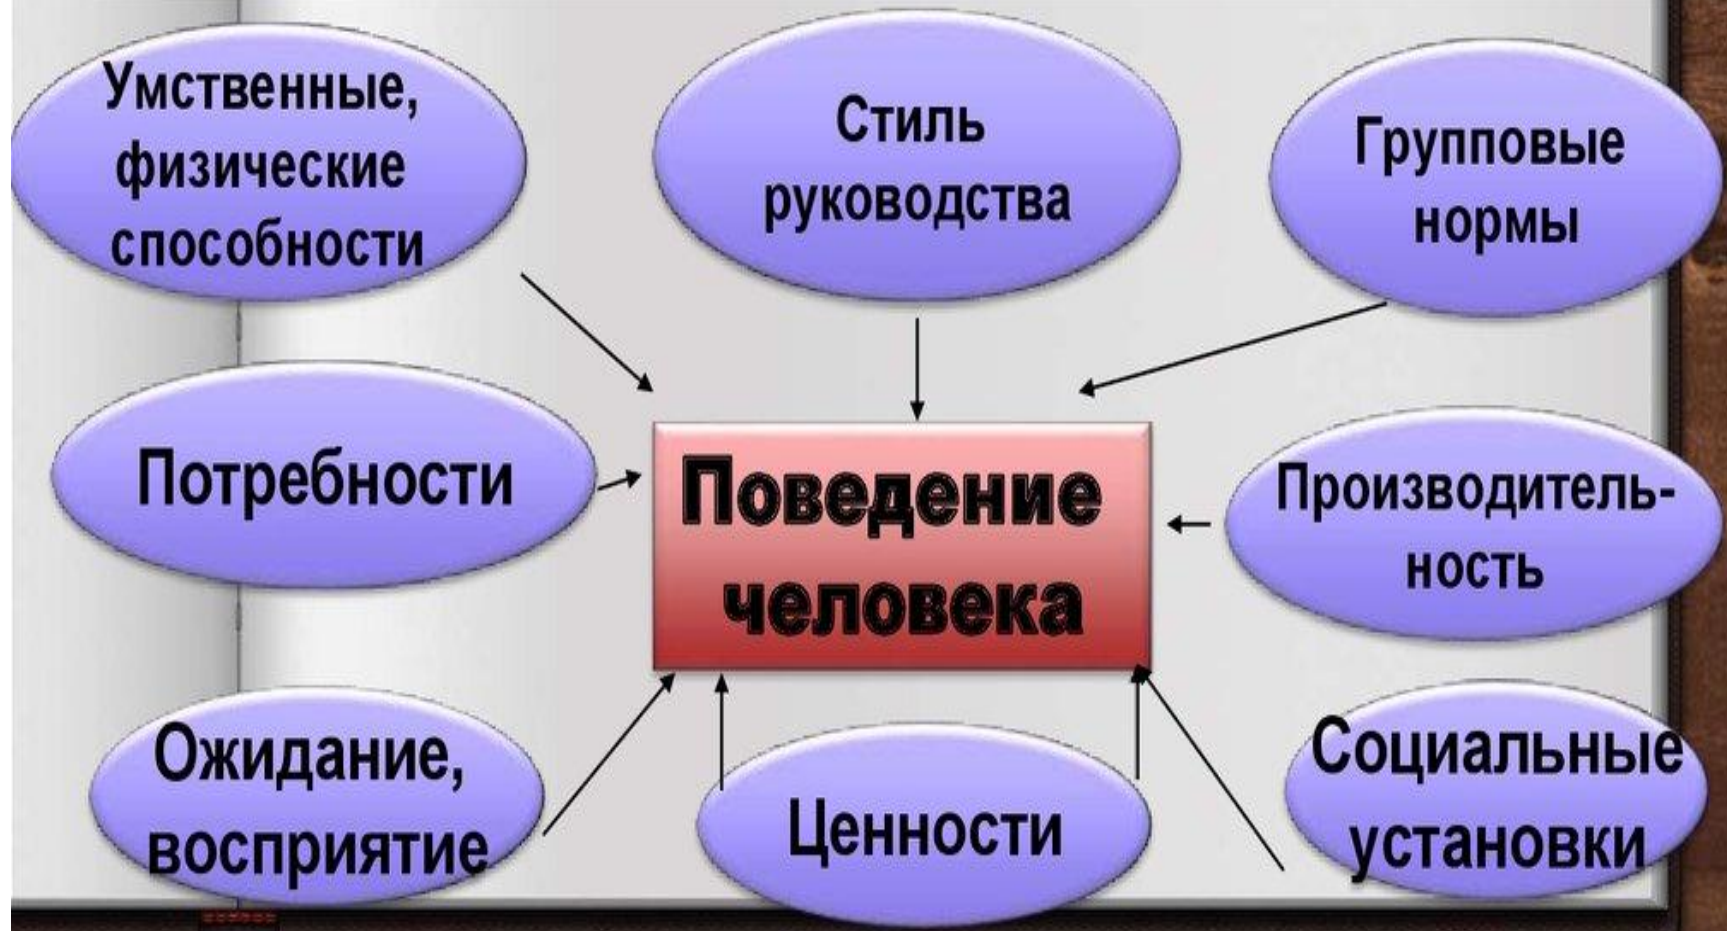 Умственные,
физические
способности
Стиль
руководства
Групповые
нормы
Потребности
Поведение
человека
Производитель-
ность
Ожидание,
восприятие
Ценности
Социальные
установки